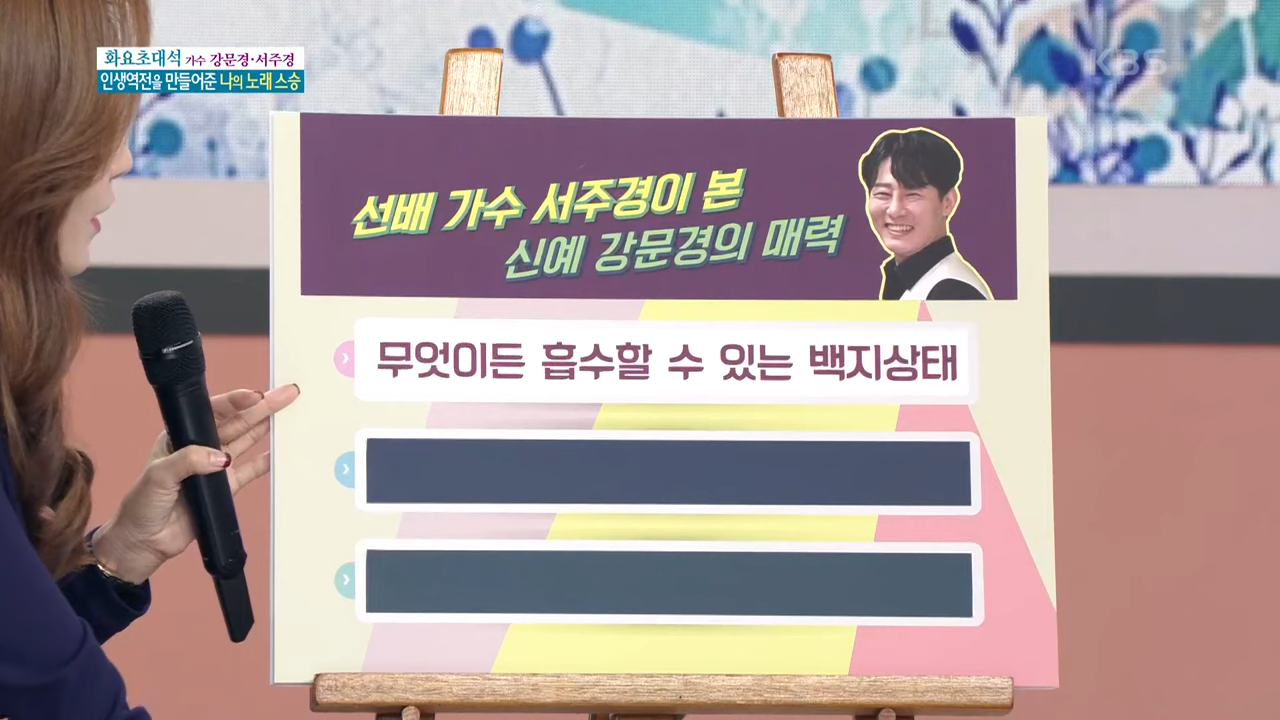 화요초대석 가수 강문경·서주경
인생역전을 만들어준 나의 노래 스승
KBS
선배 가수 서주경이 본
신예 강문경의 매력
무엇이든 흡수할 수 있는 백지상태